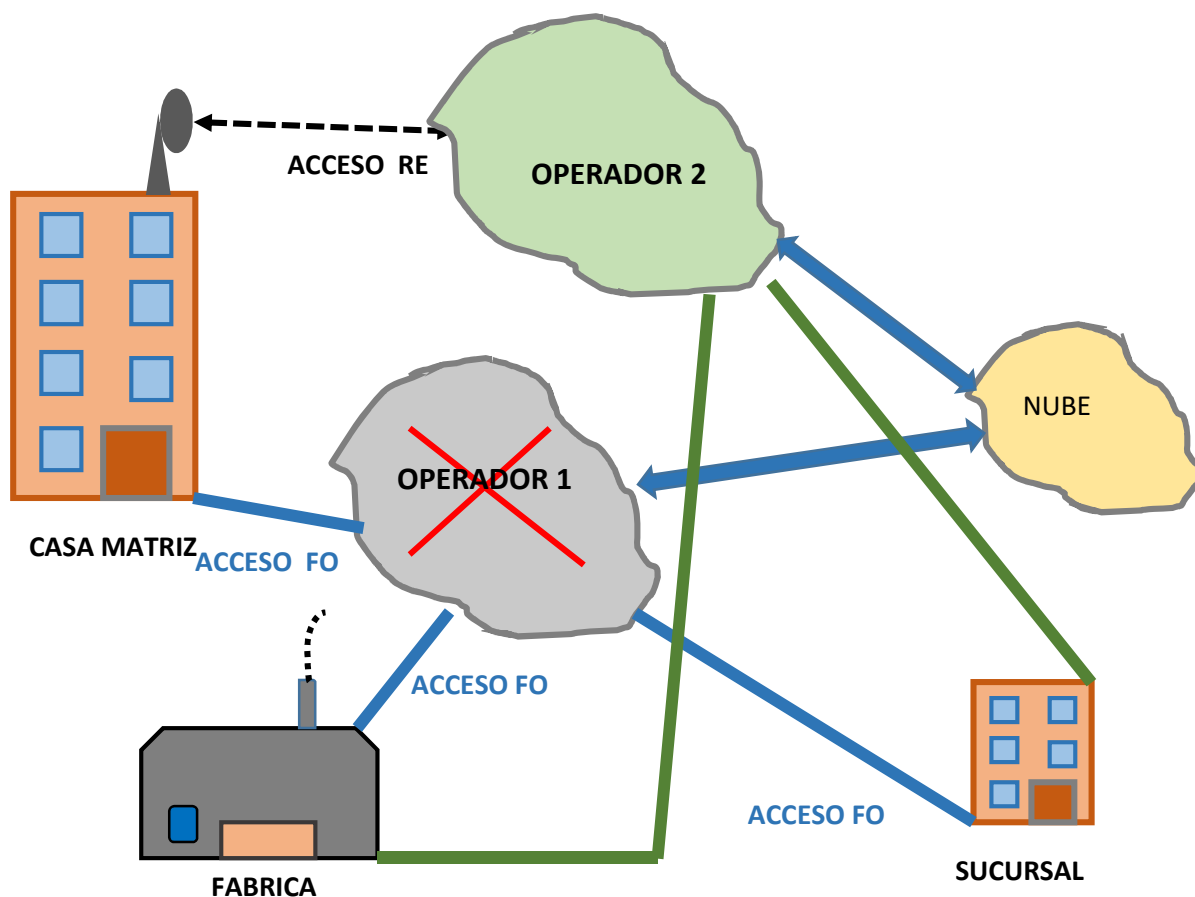 ACCESO RE
OPERADOR 2
NUBE
OPERADOR 1
CASA MATRIZ
ACCESO FO
ACCESO FO
ACCESO FO
SUCURSAL
FABRICA